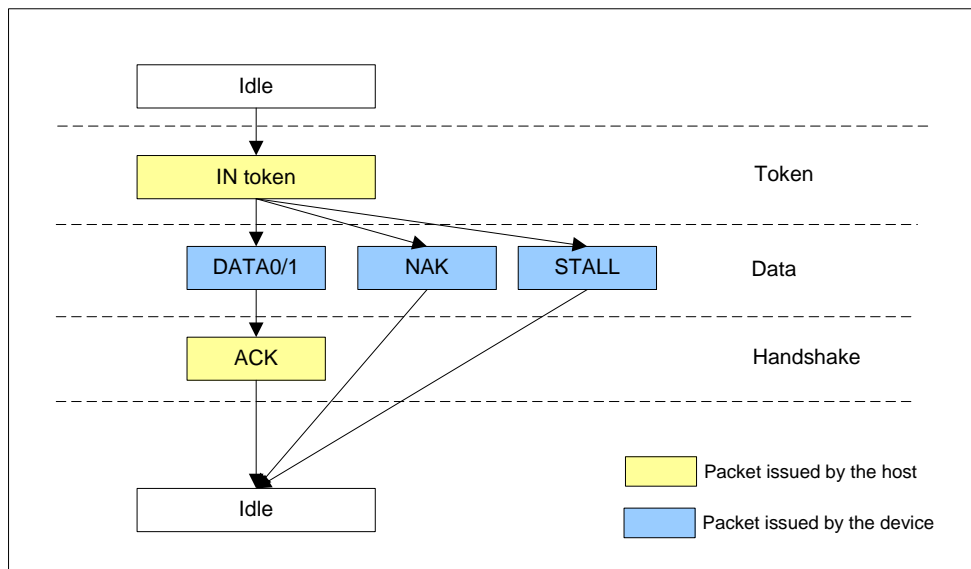 Idle
IN token
Token
DATA0/1
NAK
STALL
Data
ACK
Handshake
Idle
Packet issued by the host
Packet issued by the device